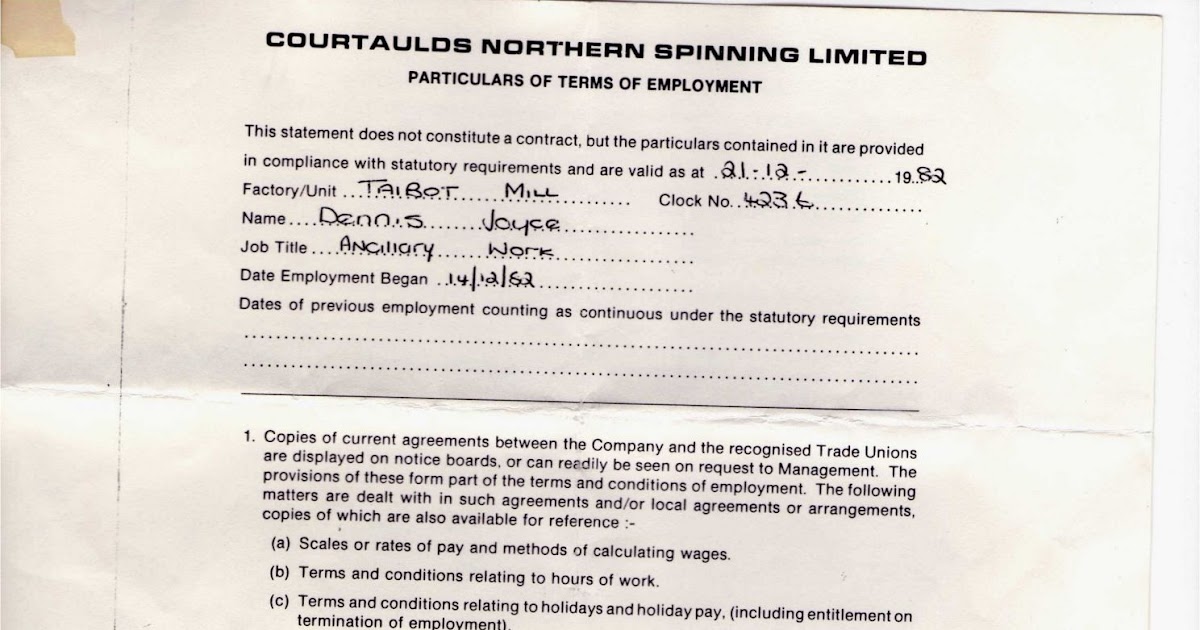 COURTAULDS NORTHERN SPINNING LIMITED
PARTICULARS OF TERMS OF EMPLOYMENT
This statement does not constitute a contract, but the particulars contained in it are provided
in compliance with statutory requirements and are valid as at .21-12-............19..82
Factory/Unit ...TALBOT......MILL.......... Clock No..4236...............
Name....Dennis........Joyce..................
Job Title....Anciliary......Work...................
Date Employment Began ..14/12/82......................
Dates of previous employment counting as continuous under the statutory requirements
1. Copies of current agreements between the Company and the recognised Trade Unions
are displayed on notice boards, or can readily be seen on request to Management. The
provisions of these form part of the terms and conditions of employment. The following
matters are dealt with in such agreements and/or local agreements or arrangements,
copies of which are also available for reference :-
(a) Scales or rates of pay and methods of calculating wages.
(b) Terms and conditions relating to hours of work.
(c) Terms and conditions relating to holidays and holiday pay, (including entitlement on
termination of employment).